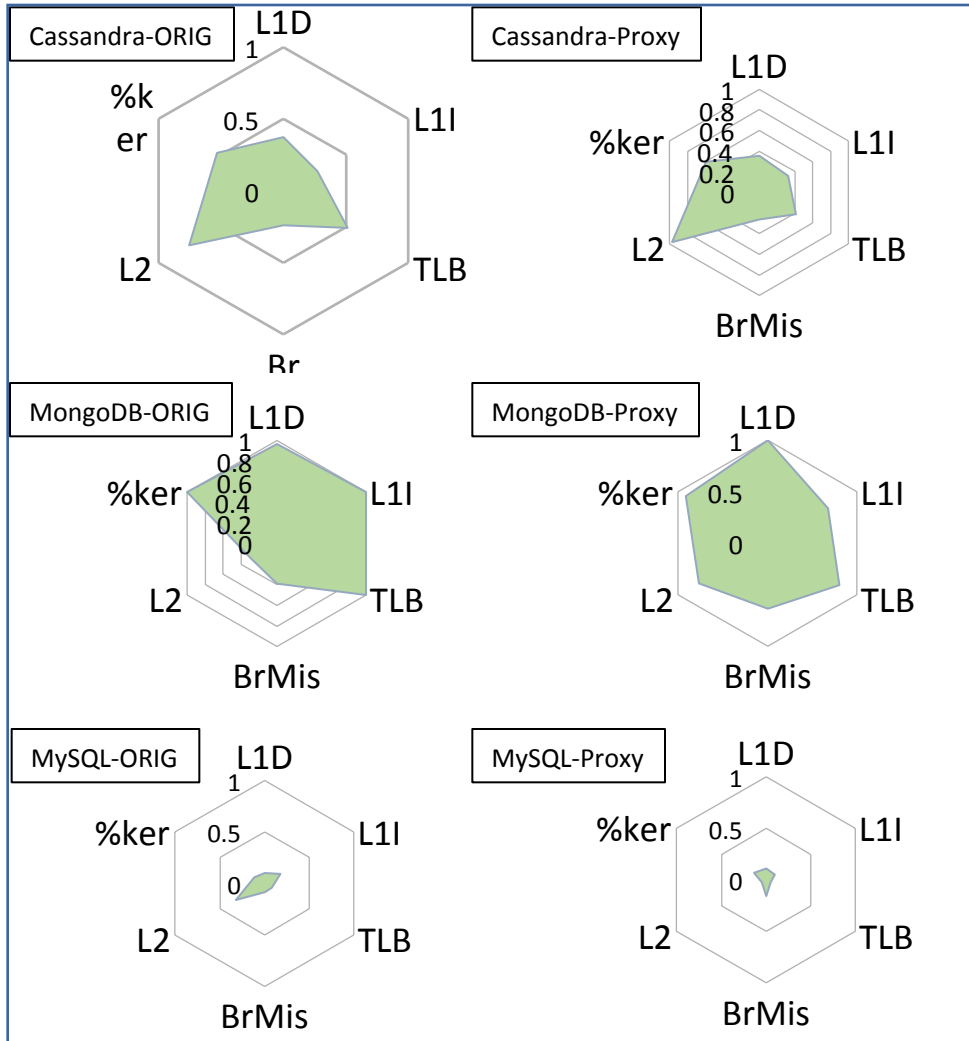 Cassandra-ORIG
L1D
1
%k
er
L1I
0.5
0
L2
TLB
Br
Cassandra-Proxy
L1D
1
0.8
0.6
0.4
0.2
0
%ker
L1I
L2
TLB
BrMis
MongoDB-ORIG
L1D
1
0.8
0.6
0.4
0.2
0
%ker
L1I
L2
TLB
BrMis
MongoDB-Proxy
L1D
1
%ker
0.5
L1I
0
L2
TLB
BrMis
MySQL-ORIG
L1D
1
%ker
0.5
L1I
0
L2
TLB
BrMis
MySQL-Proxy
L1D
1
%ker
0.5
L1I
0
L2
TLB
BrMis